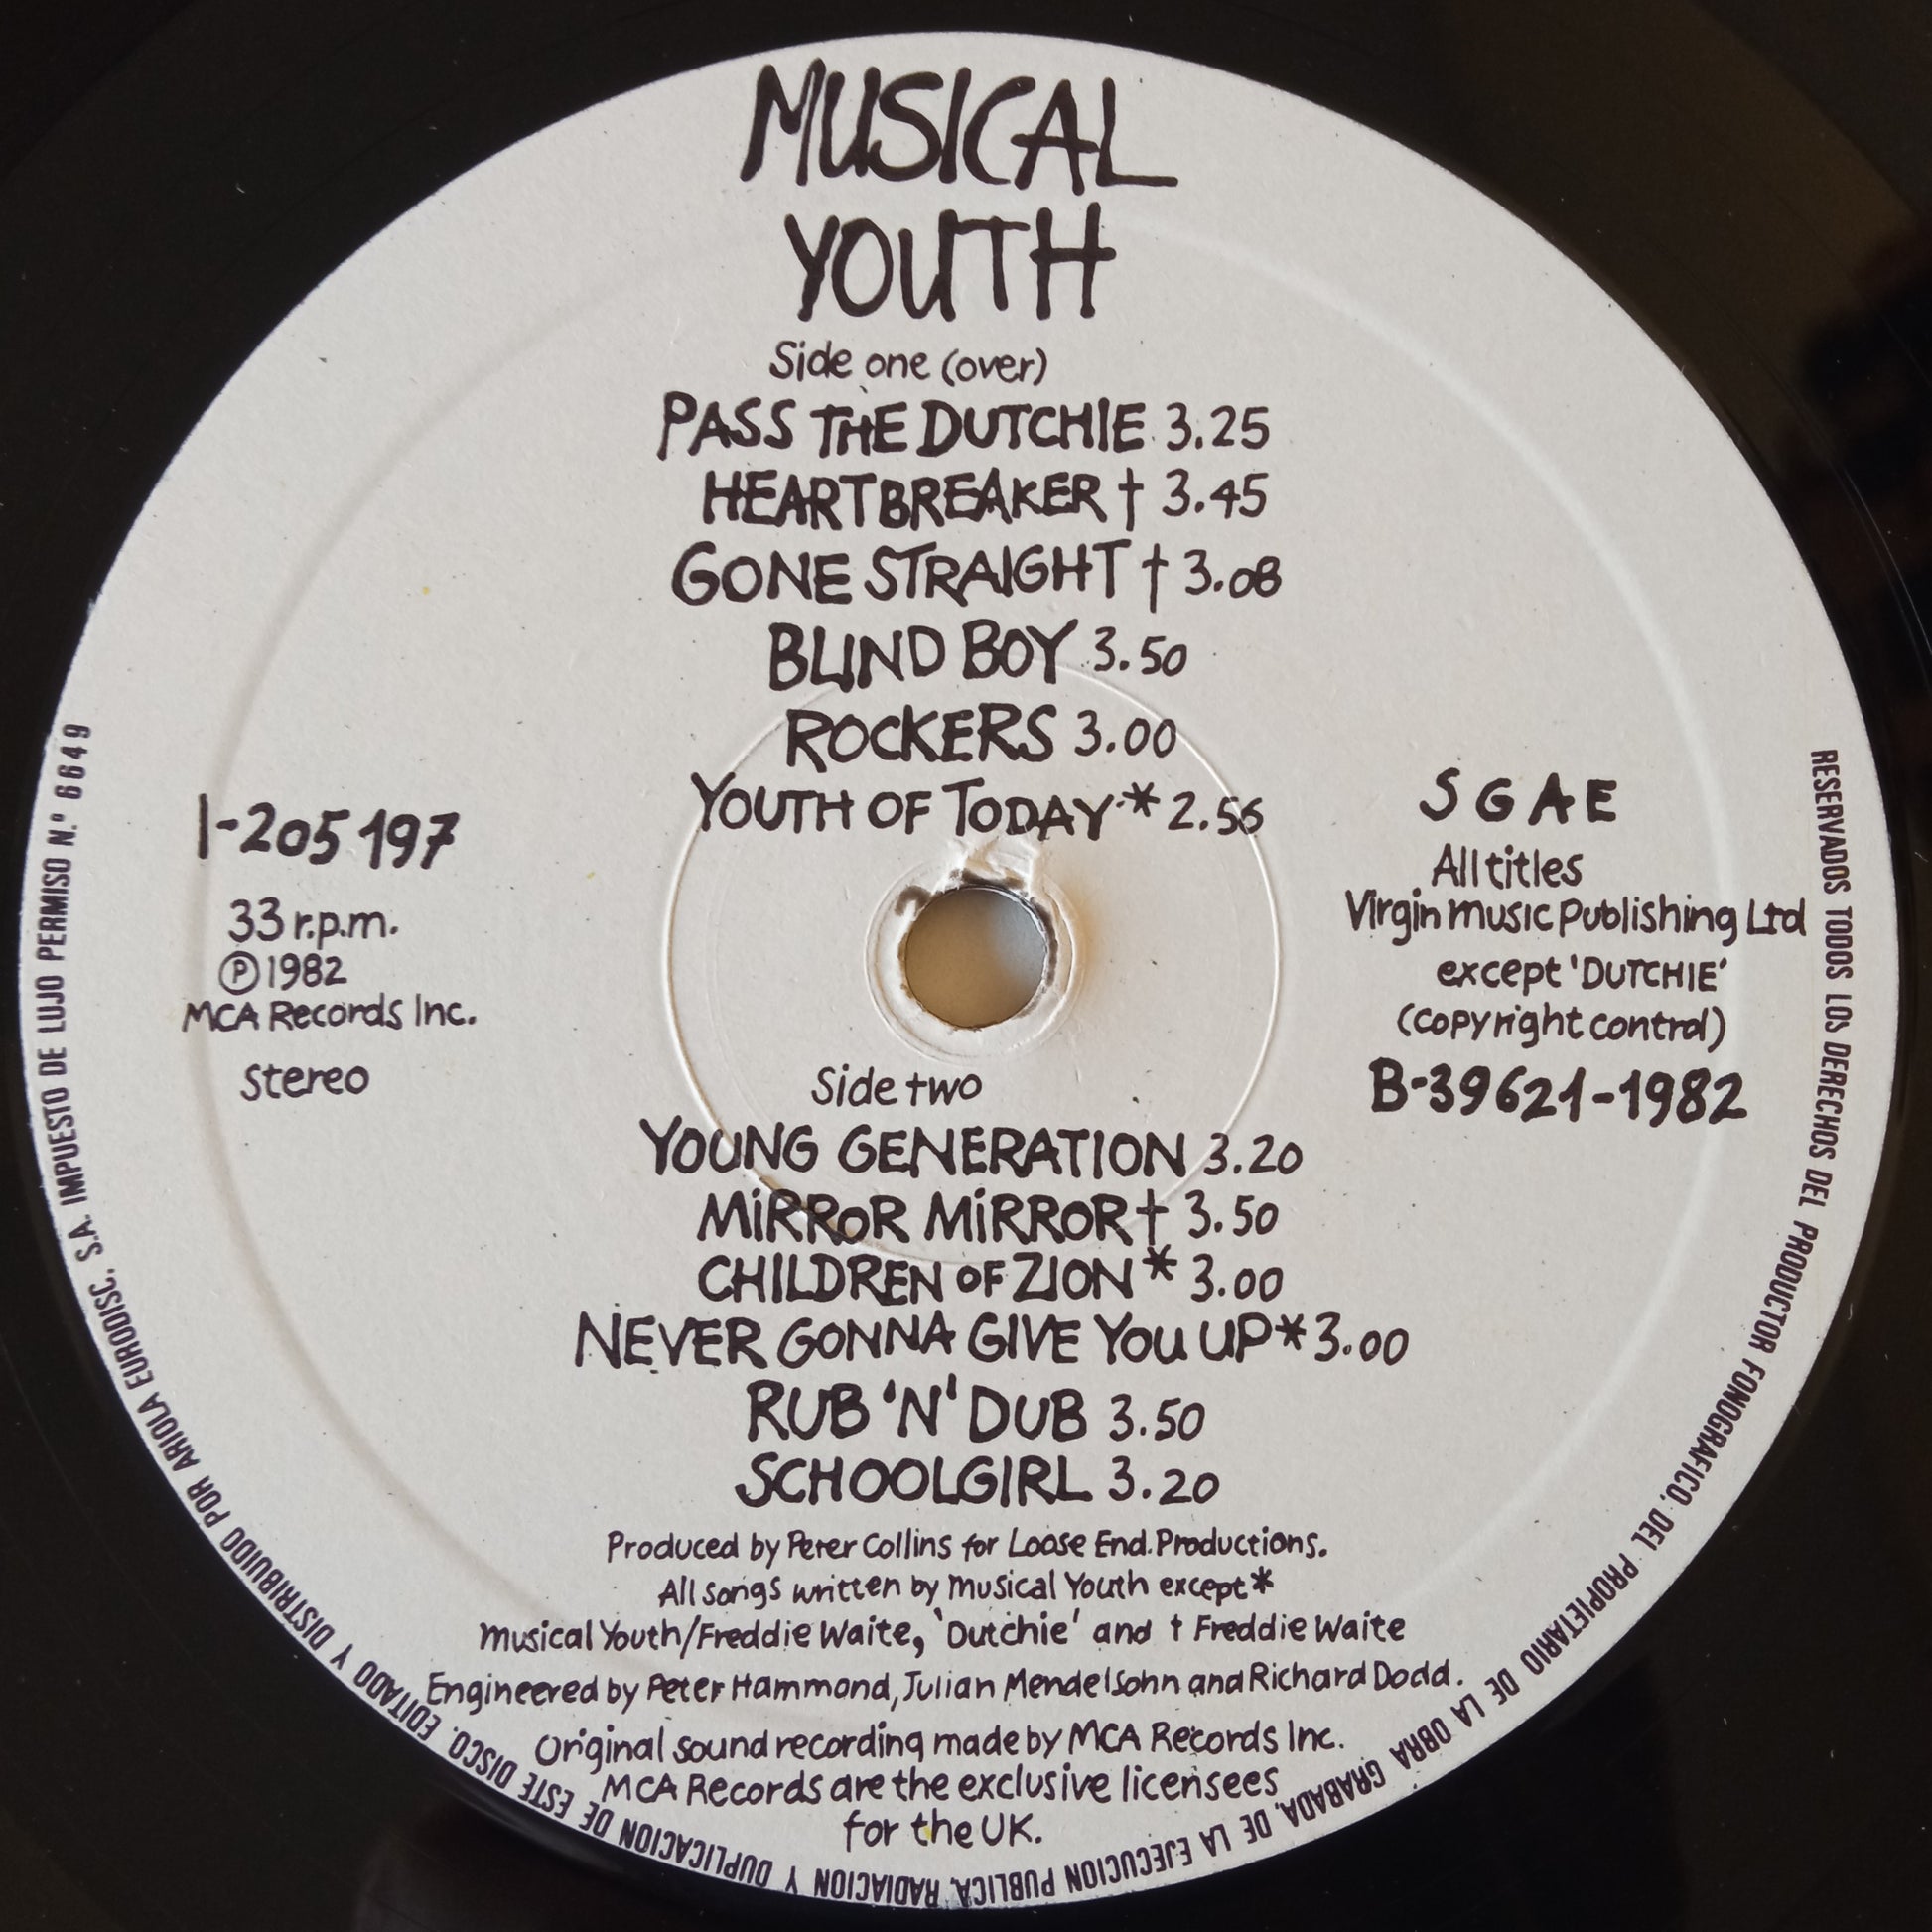 MUSICAL
YOUTH
Side one (over)
PASS THE DUTCHIE 3.25
HEARTBREAKER † 3.45
GONE STRAIGHT † 3.08
BLIND BOY 3.50
ROCKERS 3.00
YOUTH OF TODAY * 2.56
1-205 197
33 r.p.m.
℗ 1982
MCA Records Inc.
Stereo
SGAE
All titles
Virgin Music Publishing Ltd
except 'DUTCHIE'
(copyright control)
B-39621-1982
Side two
YOUNG GENERATION 3.20
MiRROR MiRROR † 3.50
CHILDREN OF ZION * 3.00
NEVER GONNA GIVE YOU UP * 3.00
RUB 'N' DUB 3.50
SCHOOLGIRL 3.20
Produced by Peter Collins for Loose End. Productions.
All songs written by Musical Youth except *
Musical Youth/Freddie Waite, 'Dutchie' and † Freddie Waite
Engineered by Peter Hammond, Julian Mendelsohn and Richard Dodd.
Original sound recording made by MCA Records Inc.
MCA Records are the exclusive licensees
for the UK.
RESERVADOS TODOS LOS DERECHOS DEL PRODUCTOR FONOGRAFICO, DEL PROPIETARIO DE LA OBRA GRABADA, DE LA EJECUCION PUBLICA, RADIACION Y DUPLICACION DE ESTE DISCO. EDITADO Y DISTRIBUIDO POR ARIOLA EURODISC, S.A. IMPUESTO DE LUJO PERMISO N.º 6649